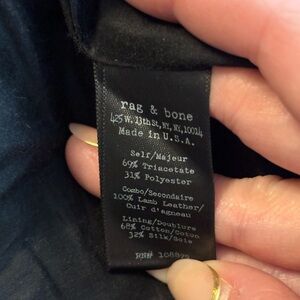 rag & bone
425 W. 13th St, NY, NY, 10014
Made in U.S.A.
Self/Majeur
69% Triacetate
31% Polyester
Combo/Secondaire
100% Lamb Leather/
Cuir d'agneau
Lining/Doublure
68% Cotton/Coton
32% Silk/Soie
RN#